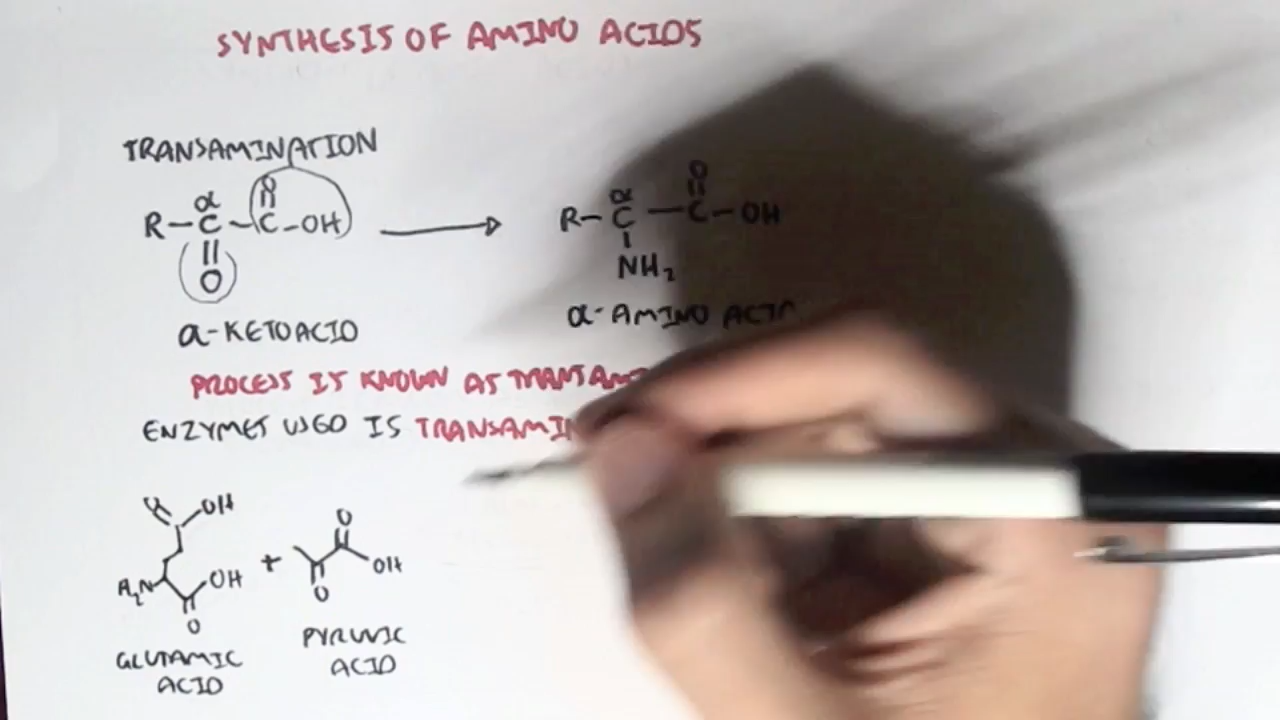 SYNTHESIS OF AMINO ACIDS
TRANSAMINATION
α O
R-C-C-OH → R-C-C-OH
O NH2
α-KETOACID
α-AMINO
PROCESS IS KNOWN AS
ENZYMES USED IS
OH O
H2N OH + OH
O O
GLUTAMIC
ACID
PYRUVIC
ACID